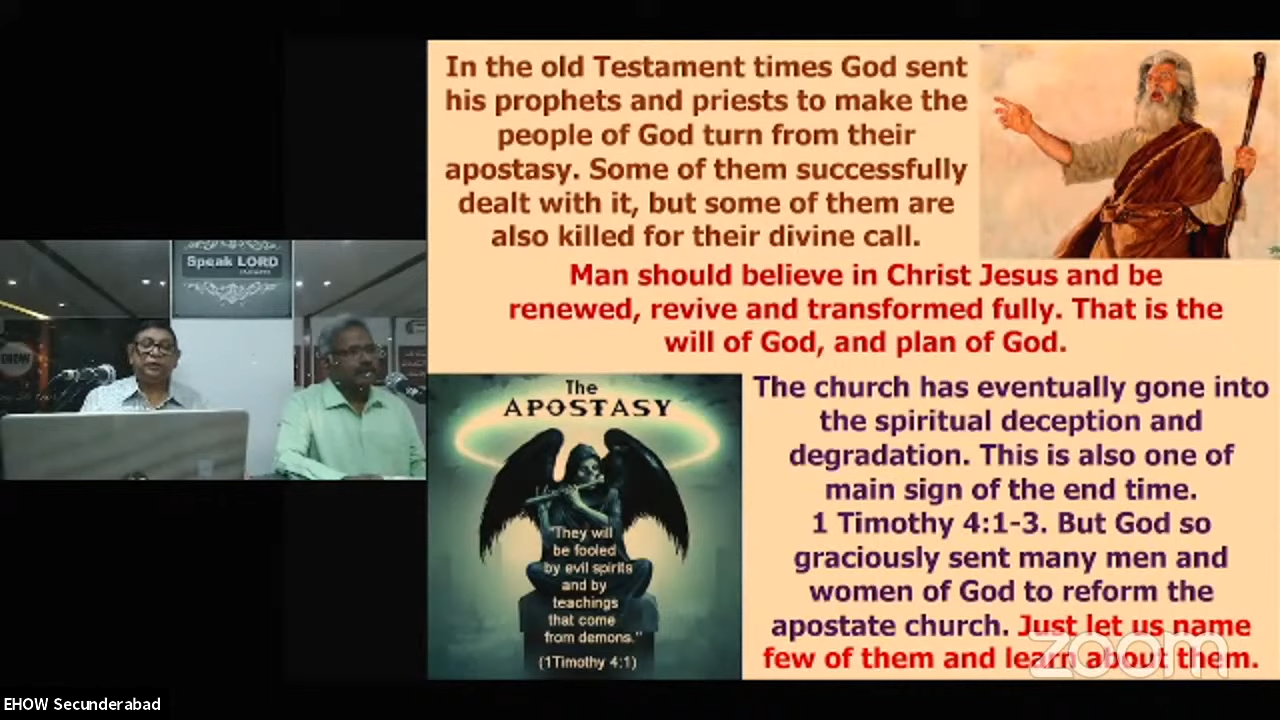 Speak LORD
EHOW
In the old Testament times God sent
his prophets and priests to make the
people of God turn from their
apostasy. Some of them successfully
dealt with it, but some of them are
also killed for their divine call.
Man should believe in Christ Jesus and be
renewed, revive and transformed fully. That is the
will of God, and plan of God.
The
APOSTASY
"They will
be fooled
by evil spirits
and by
teachings
that come
from demons."
(1Timothy 4:1)
The church has eventually gone into
the spiritual deception and
degradation. This is also one of
main sign of the end time.
1 Timothy 4:1-3. But God so
graciously sent many men and
women of God to reform the
apostate church. Just let us name
few of them and learn about them.
zoom
EHOW Secunderabad